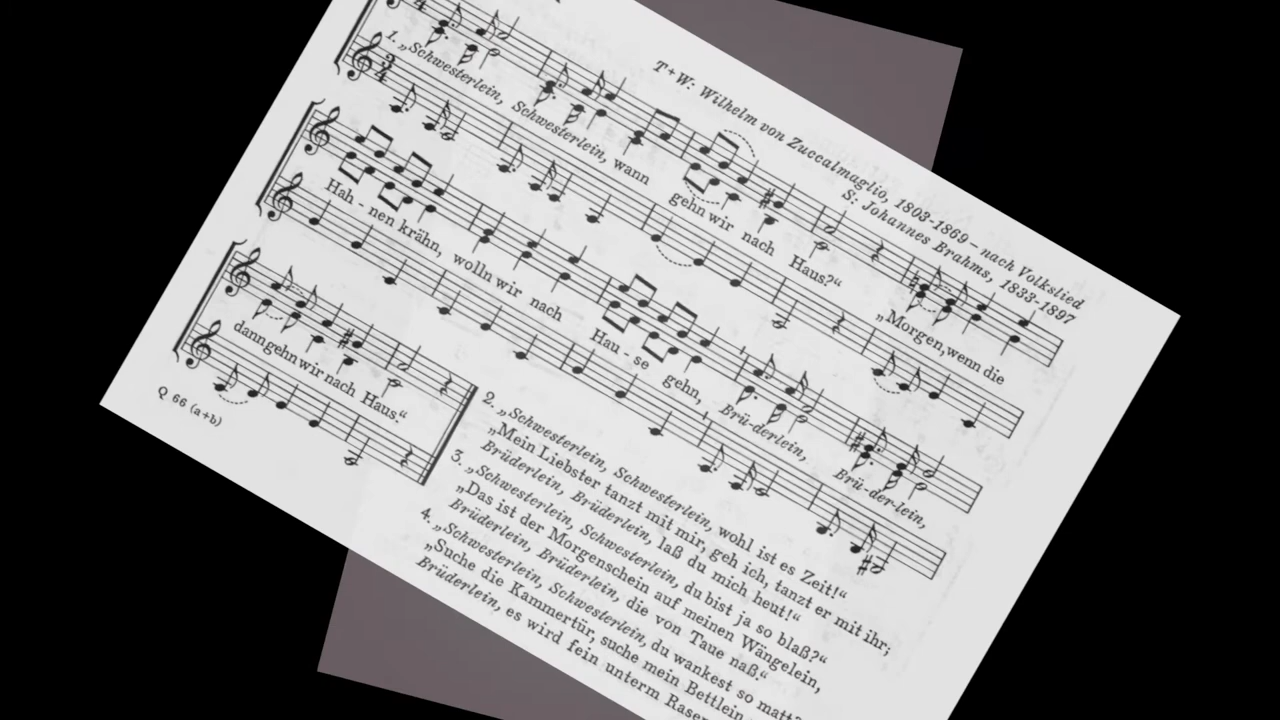 T+W: Wilhelm von Zuccalmaglio, 1803-1869 – nach Volkslied
S: Johannes Brahms, 1833-1897
1. „Schwesterlein, Schwesterlein, wann gehn wir nach Haus?“ „Morgen, wenn die
Hah - nen krähn, wolln wir nach Hau - se gehn, Brü-derlein, Brü-der-lein,
dann gehn wir nach Haus.“
Q 66 (a+b)
2. „Schwesterlein, Schwesterlein, wohl ist es Zeit!“
„Mein Liebster tanzt mit mir, geh ich, tanzt er mit ihr;
Brüderlein, Brüderlein, laß du mich heut!“
3. „Schwesterlein, Schwesterlein, du bist ja so blaß?“
„Das ist der Morgenschein auf meinen Wängelein,
Brüderlein, Brüderlein, die von Taue naß.“
4. „Schwesterlein, Schwesterlein, du wankest so matt?“
„Suche die Kammertür, suche mein Bettlein
Brüderlein, es wird fein unterm